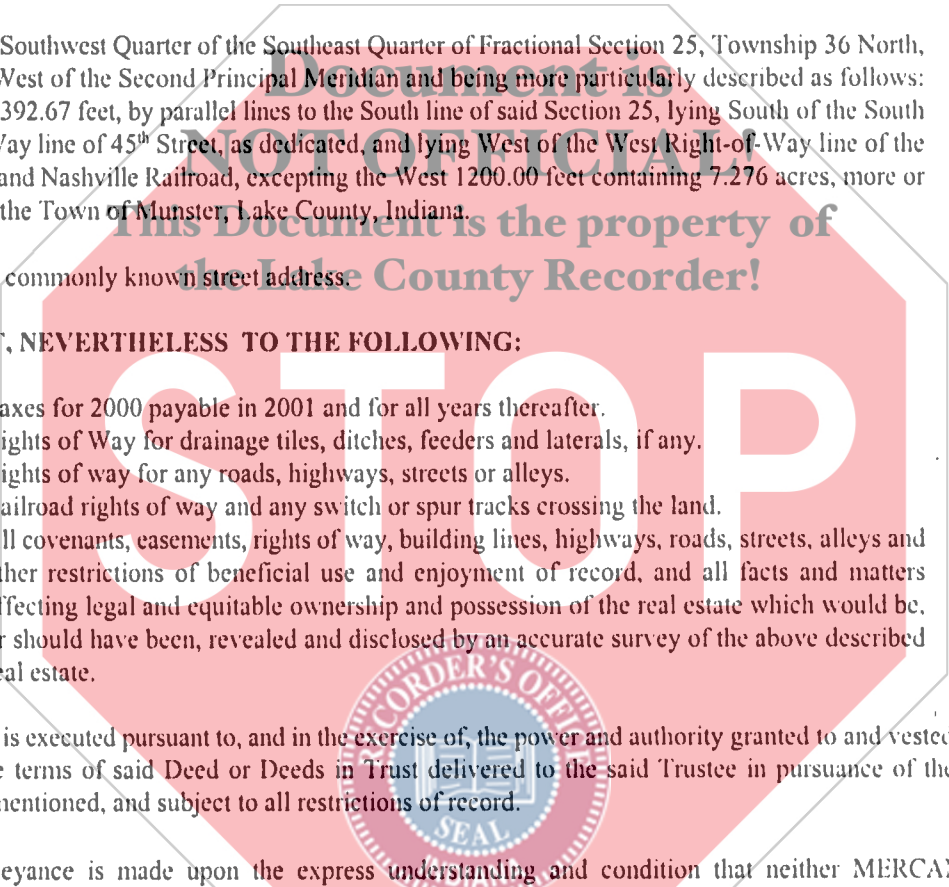 Southwest Quarter of the Southeast Quarter of Fractional Section 25, Township 36 North,
West of the Second Principal Meridian and being more particularly described as follows:
Document is
392.67 feet, by parallel lines to the South line of said Section 25, lying South of the South
Way line of 45th Street, as dedicated, and lying West of the West Right-of-Way line of the
NOT OFFICIAL!
and Nashville Railroad, excepting the West 1200.00 feet containing 7.276 acres, more or
the Town of Munster, Lake County, Indiana.
This Document is the property of
commonly known street address.
the Lake County Recorder!
, NEVERTHELESS TO THE FOLLOWING:
STOP
axes for 2000 payable in 2001 and for all years thereafter.
ights of Way for drainage tiles, ditches, feeders and laterals, if any.
ights of way for any roads, highways, streets or alleys.
ailroad rights of way and any switch or spur tracks crossing the land.
ll covenants, easements, rights of way, building lines, highways, roads, streets, alleys and
ther restrictions of beneficial use and enjoyment of record, and all facts and matters
ffecting legal and equitable ownership and possession of the real estate which would be,
r should have been, revealed and disclosed by an accurate survey of the above described
eal estate.
RECORDER'S OFFICE
is executed pursuant to, and in the exercise of, the power and authority granted to and vested
e terms of said Deed or Deeds in Trust delivered to the said Trustee in pursuance of the
mentioned, and subject to all restrictions of record.
SEAL
eyance is made upon the express understanding and condition that neither MERCA
INDIANA